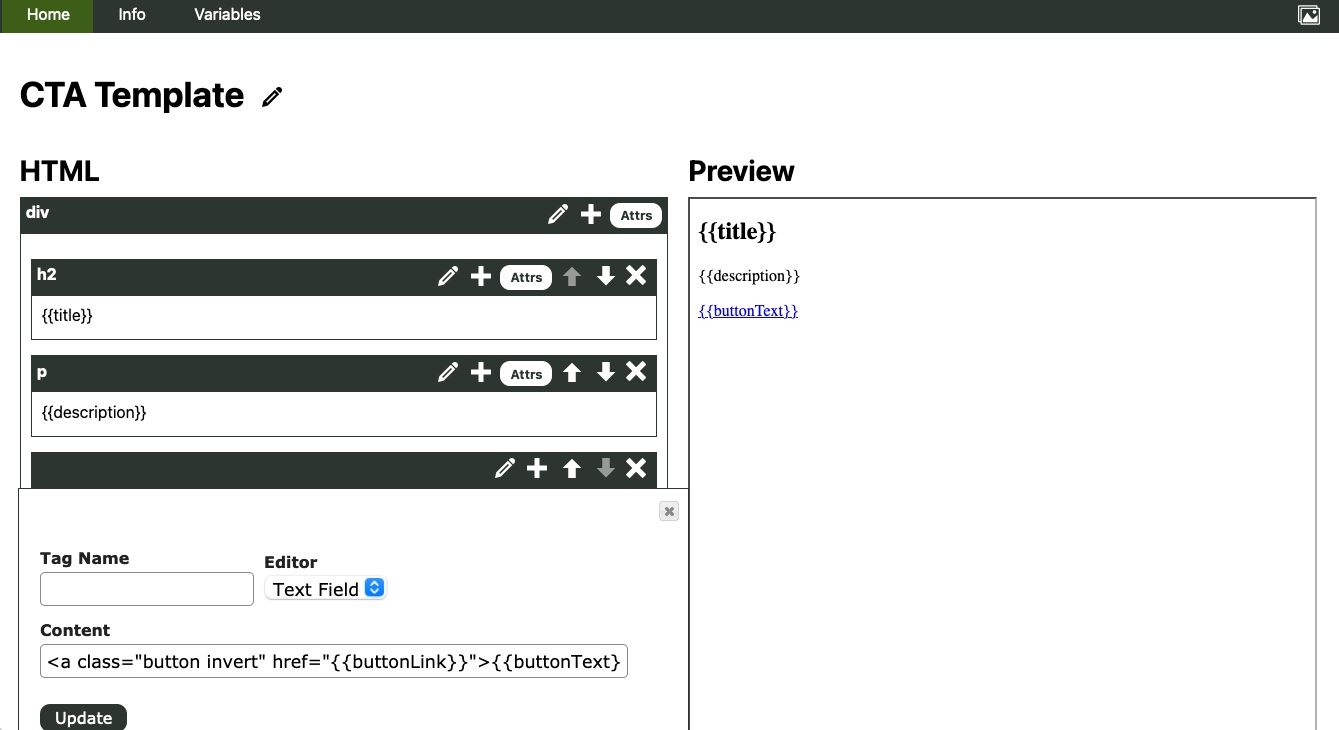 Home Info Variables
CTA Template
HTML
Preview
div Attrs
h2 Attrs
{{title}}
p Attrs
{{description}}
Tag Name
Editor
Text Field
Content
<a class="button invert" href="{{buttonLink}}">{{buttonText}
Update
{{title}}
{{description}}
{{buttonText}}